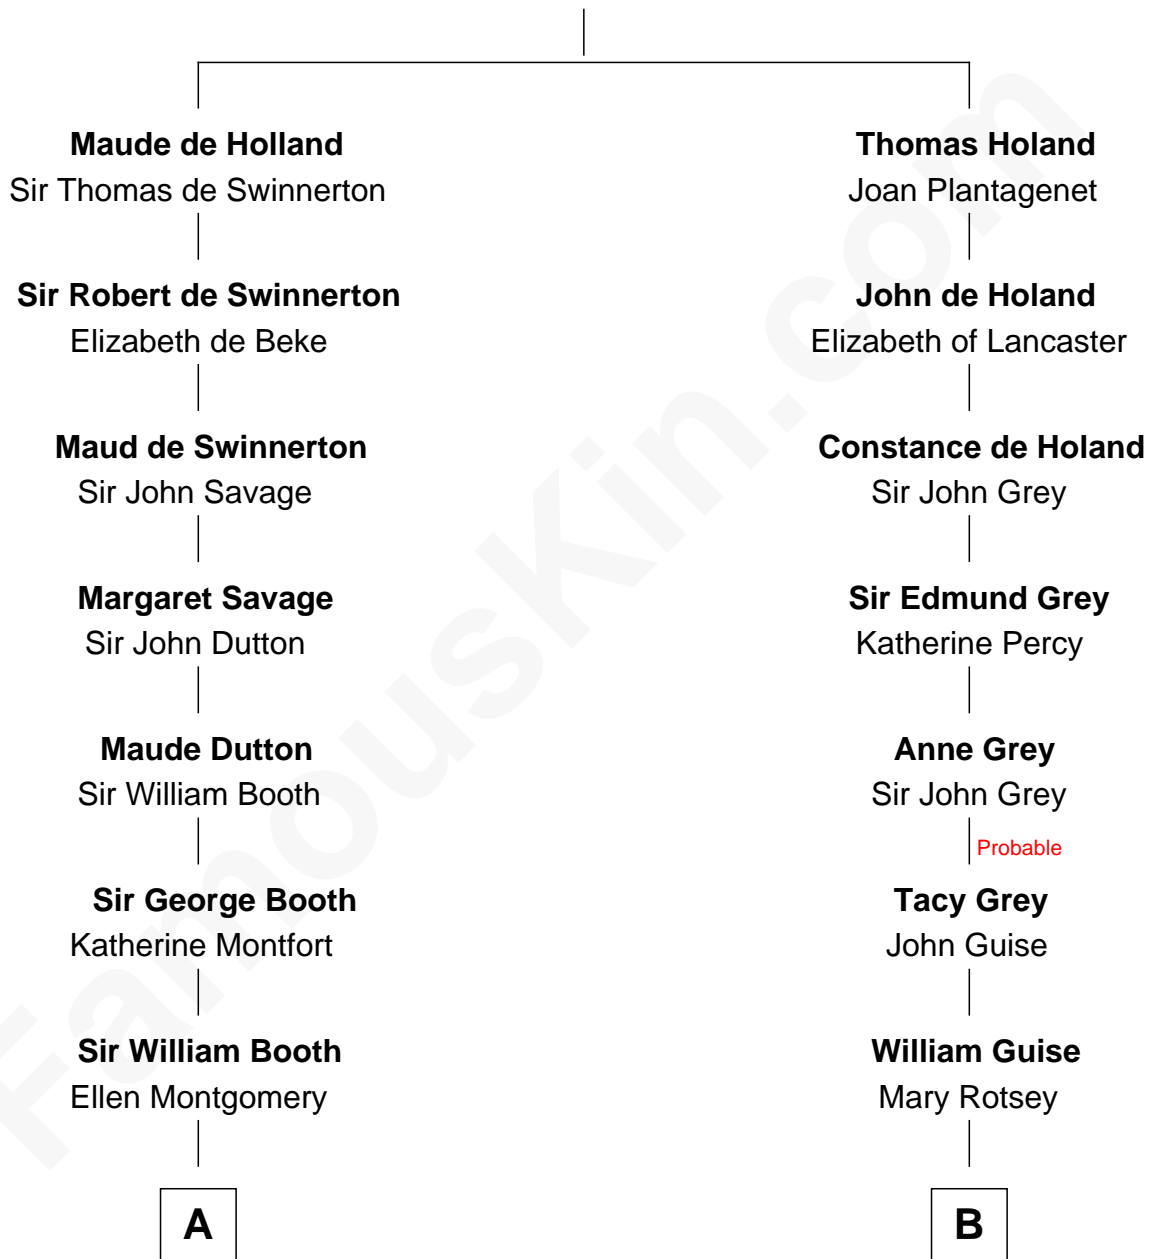 Maude de Holland
Sir Thomas de Swinnerton
Thomas Holand
Joan Plantagenet
Sir Robert de Swinnerton
Elizabeth de Beke
John de Holand
Elizabeth of Lancaster
Maud de Swinnerton
Sir John Savage
Constance de Holand
Sir John Grey
Margaret Savage
Sir John Dutton
Sir Edmund Grey
Katherine Percy
Maude Dutton
Sir William Booth
Anne Grey
Sir John Grey
Probable
Sir George Booth
Katherine Montfort
Tacy Grey
John Guise
Sir William Booth
Ellen Montgomery
William Guise
Mary Rotsey
A
B
FamousKin.com